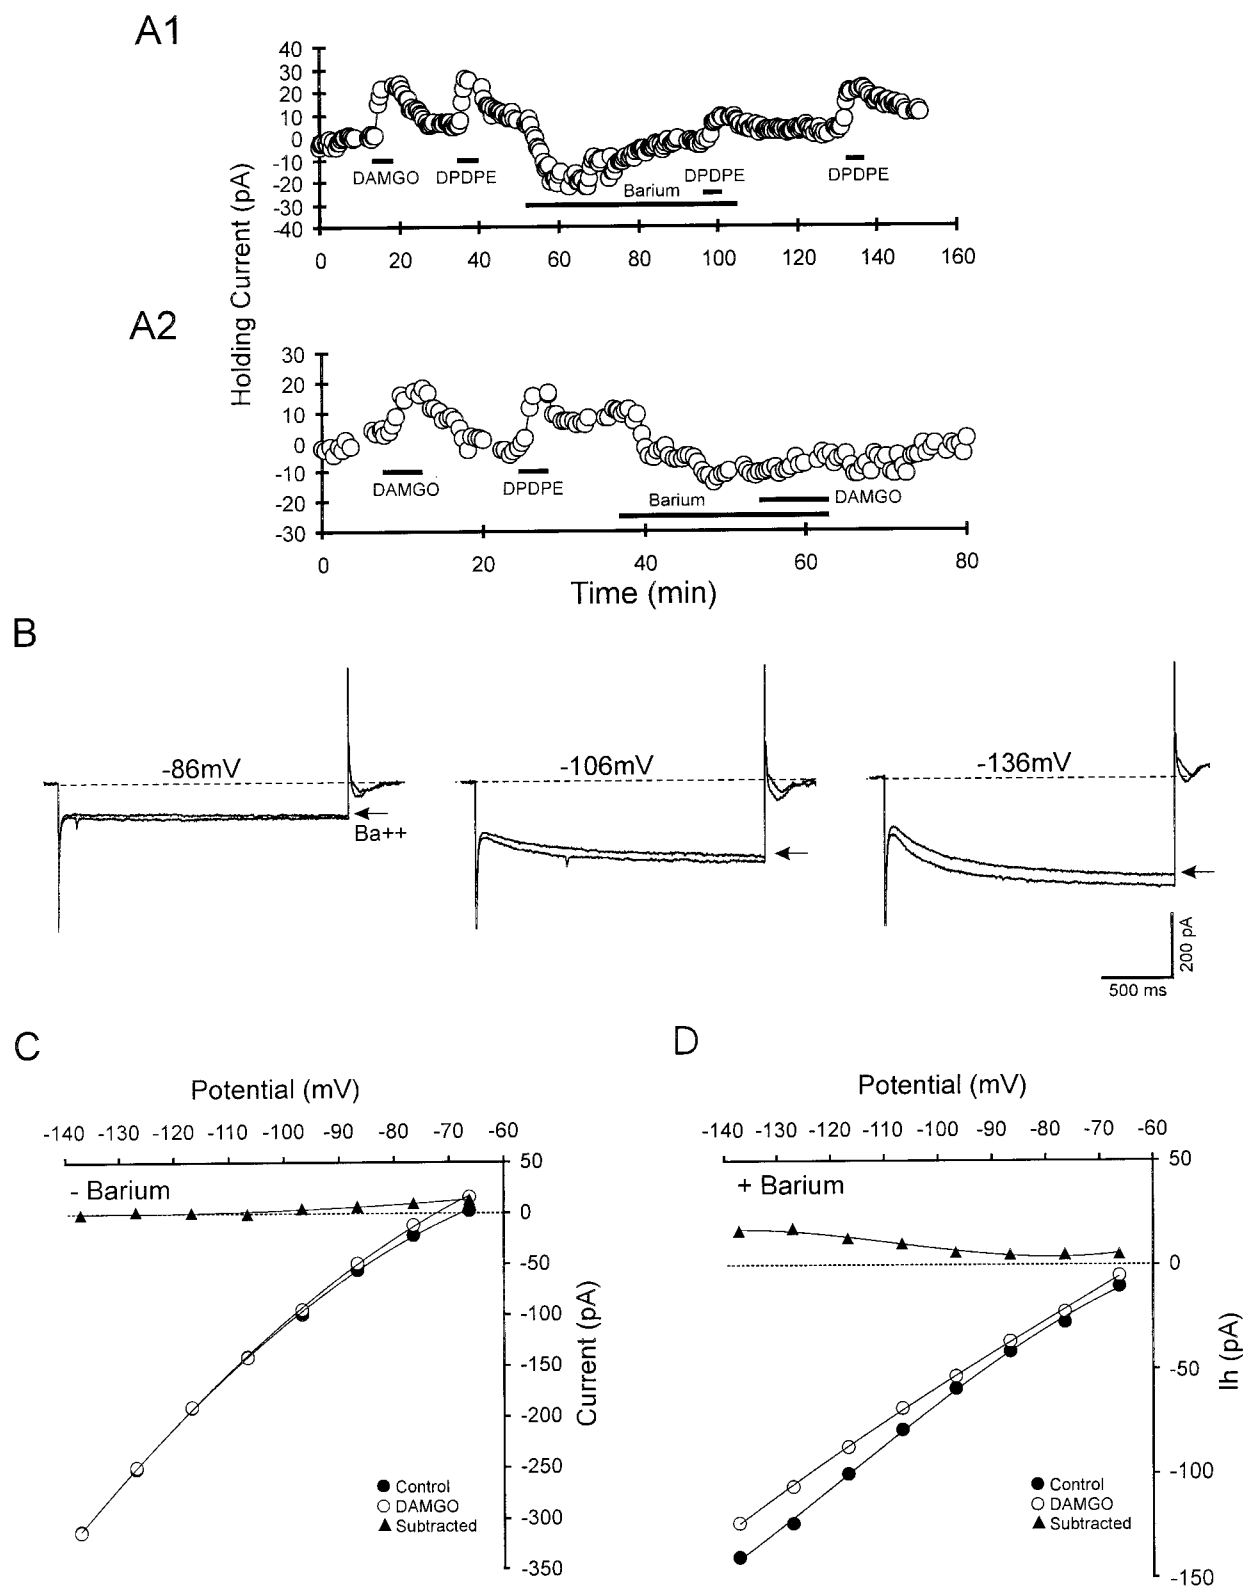 A1
40
30
20
10
0
-10
-20
-30
-40
DAMGO
DPDPE
Barium
DPDPE
DPDPE
0 20 40 60 80 100 120 140 160
Holding Current (pA)
A2
30
20
10
0
-10
-20
-30
DAMGO
DPDPE
Barium
DAMGO
0 20 40 60 80
Time (min)
B
-86mV
Ba++
-106mV
-136mV
200 pA
500 ms
C
Potential (mV)
-140 -130 -120 -110 -100 -90 -80 -70 -60
- Barium
50
0
-50
-100
-150
-200
-250
-300
-350
Current (pA)
Control
DAMGO
Subtracted
D
Potential (mV)
-140 -130 -120 -110 -100 -90 -80 -70 -60
+ Barium
50
0
-50
-100
-150
Ih (pA)
Control
DAMGO
Subtracted